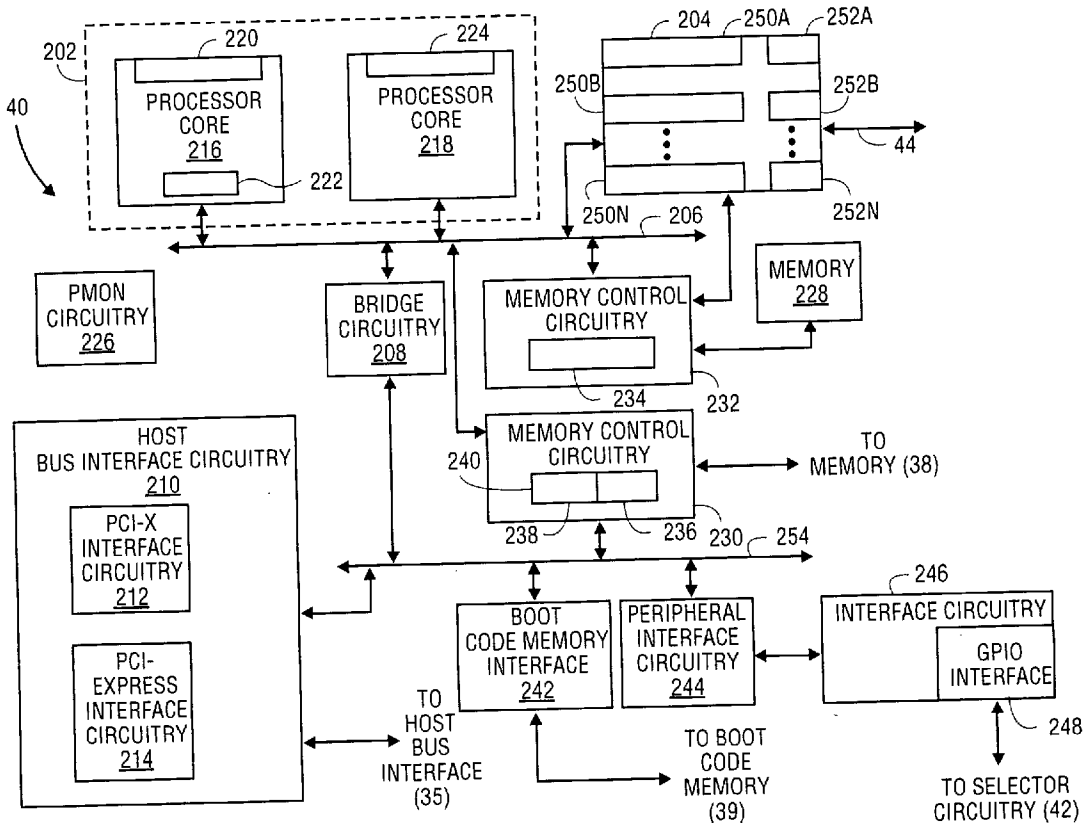 204
250A
252A
220
224
202
PROCESSOR
CORE
216
PROCESSOR
CORE
218
250B
252B
40
44
222
250N
252N
206
PMON
CIRCUITRY
226
BRIDGE
CIRCUITRY
208
MEMORY CONTROL
CIRCUITRY
MEMORY
228
234
232
HOST
BUS INTERFACE CIRCUITRY
210
MEMORY CONTROL
CIRCUITRY
240
TO
MEMORY (38)
238
236
230
254
PCI-X
INTERFACE
CIRCUITRY
212
246
BOOT
CODE MEMORY
INTERFACE
242
PERIPHERAL
INTERFACE
CIRCUITRY
244
INTERFACE CIRCUITRY
GPIO
INTERFACE
248
PCI-
EXPRESS
INTERFACE
CIRCUITRY
214
TO
HOST
BUS
INTERFACE
(35)
TO BOOT
CODE
MEMORY
(39)
TO SELECTOR
CIRCUITRY (42)